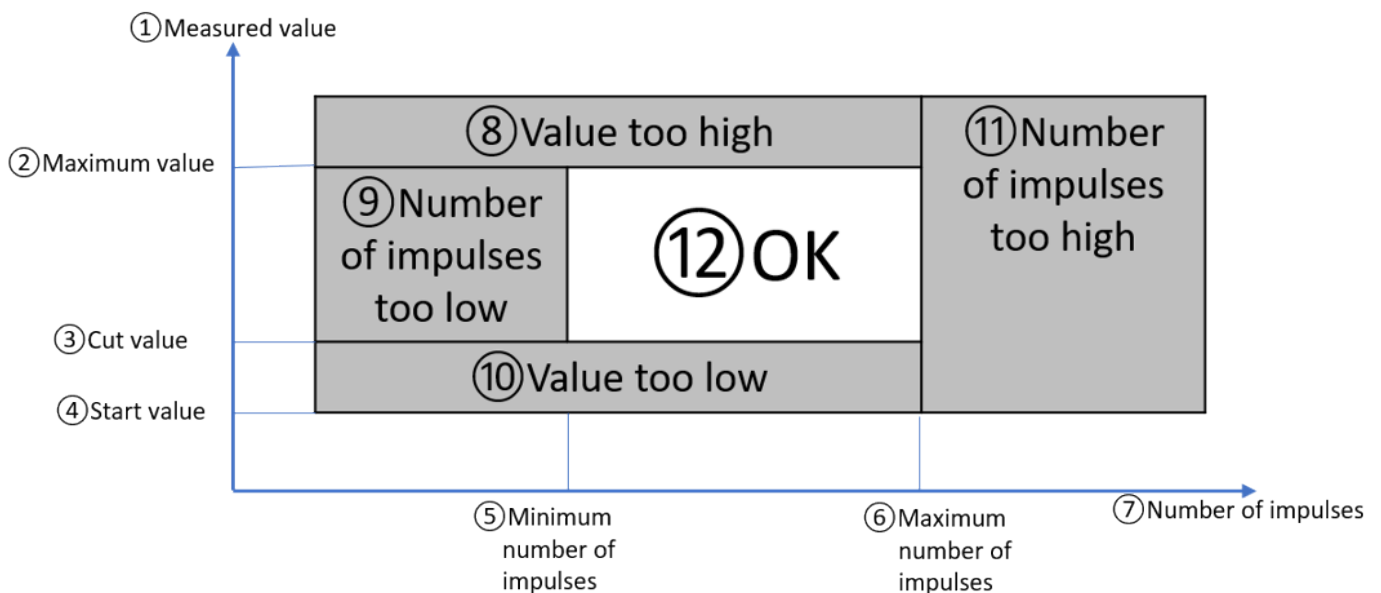 ①Measured value
⑧Value too high
⑪Number
of impulses
too high
②Maximum value
⑨Number
of impulses
too low
⑫OK
③Cut value
⑩Value too low
④Start value
⑤Minimum
number of
impulses
⑥Maximum
number of
impulses
⑦Number of impulses